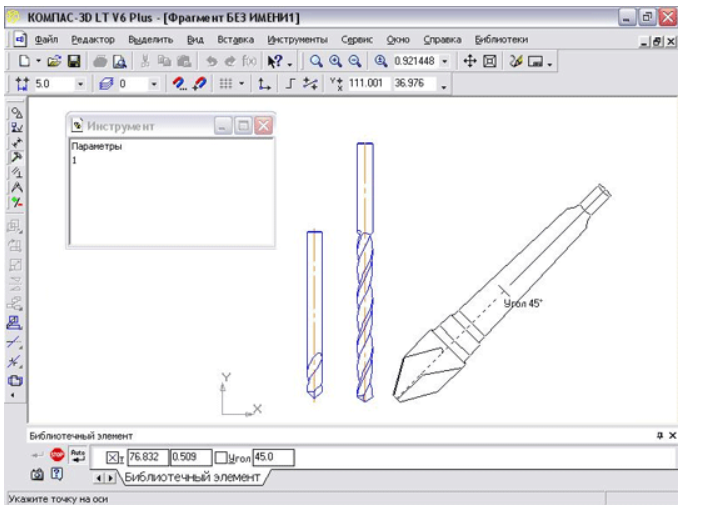 КОМПАС-3D LT V6 Plus - [Фрагмент БЕЗ ИМЕНИ1]
Файл Редактор Выделить Вид Вставка Инструменты Сервис Окно Справка Библиотеки
0.921448
5.0 0 111.001 36.976
Инструмент
Параметры
1
Угол 45°
Y
X
Библиотечный элемент
Auto т 76.832 0.509 Угол 45.0
Библиотечный элемент
Укажите точку на оси